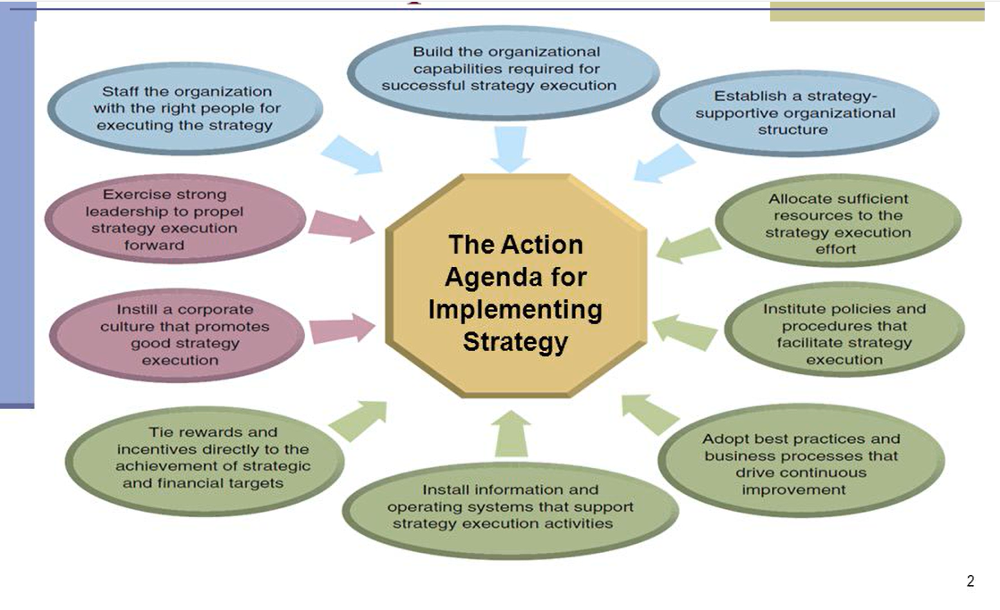 Build the organizational
capabilities required for
successful strategy execution
Staff the organization
with the right people for
executing the strategy
Establish a strategy-
supportive organizational
structure
Exercise strong
leadership to propel
strategy execution
forward
Allocate sufficient
resources to the
strategy execution
effort
The Action
Agenda for
Implementing
Strategy
Instill a corporate
culture that promotes
good strategy
execution
Institute policies and
procedures that
facilitate strategy
execution
Tie rewards and
incentives directly to the
achievement of strategic
and financial targets
Install information and
operating systems that support
strategy execution activities
Adopt best practices and
business processes that
drive continuous
improvement
2